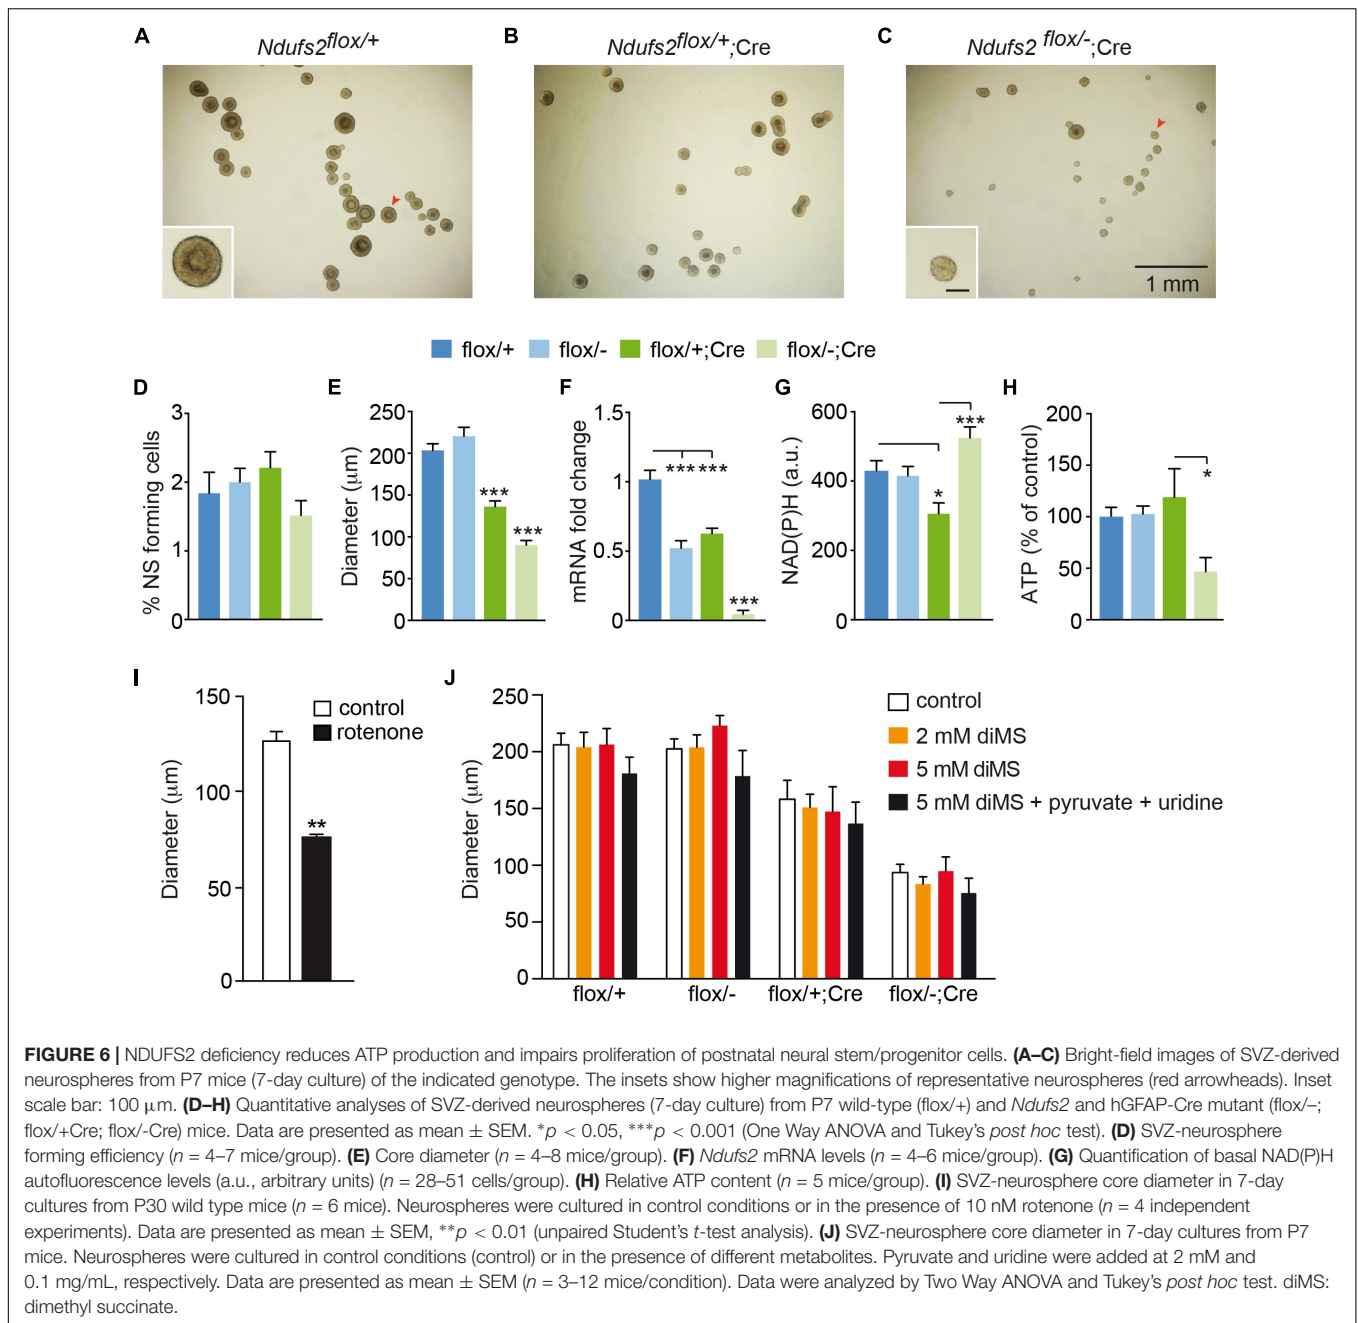 A
Ndufs2flox/+
B
Ndufs2flox/+;Cre
C
Ndufs2 flox/-;Cre
1 mm
flox/+ flox/- flox/+;Cre flox/-;Cre
D
% NS forming cells
3
2
1
0
E
Diameter (μm)
250
200
150
100
50
0
***
***
F
mRNA fold change
1.5
1
0.5
0
*** ***
***
G
NAD(P)H (a.u.)
600
400
200
0
*
***
H
ATP (% of control)
200
150
100
50
0
*
I
Diameter (μm)
150
100
50
0
control
rotenone
**
J
Diameter (μm)
250
200
150
100
50
0
flox/+ flox/- flox/+;Cre flox/-;Cre
control
2 mM diMS
5 mM diMS
5 mM diMS + pyruvate + uridine
FIGURE 6 | NDUFS2 deficiency reduces ATP production and impairs proliferation of postnatal neural stem/progenitor cells. (A–C) Bright-field images of SVZ-derived
neurospheres from P7 mice (7-day culture) of the indicated genotype. The insets show higher magnifications of representative neurospheres (red arrowheads). Inset
scale bar: 100 μm. (D–H) Quantitative analyses of SVZ-derived neurospheres (7-day culture) from P7 wild-type (flox/+) and Ndufs2 and hGFAP-Cre mutant (flox/–;
flox/+Cre; flox/-Cre) mice. Data are presented as mean ± SEM. *p < 0.05, ***p < 0.001 (One Way ANOVA and Tukey's post hoc test). (D) SVZ-neurosphere
forming efficiency (n = 4–7 mice/group). (E) Core diameter (n = 4–8 mice/group). (F) Ndufs2 mRNA levels (n = 4–6 mice/group). (G) Quantification of basal NAD(P)H
autofluorescence levels (a.u., arbitrary units) (n = 28–51 cells/group). (H) Relative ATP content (n = 5 mice/group). (I) SVZ-neurosphere core diameter in 7-day
cultures from P30 wild type mice (n = 6 mice). Neurospheres were cultured in control conditions or in the presence of 10 nM rotenone (n = 4 independent
experiments). Data are presented as mean ± SEM, **p < 0.01 (unpaired Student's t-test analysis). (J) SVZ-neurosphere core diameter in 7-day cultures from P7
mice. Neurospheres were cultured in control conditions (control) or in the presence of different metabolites. Pyruvate and uridine were added at 2 mM and
0.1 mg/mL, respectively. Data are presented as mean ± SEM (n = 3–12 mice/condition). Data were analyzed by Two Way ANOVA and Tukey's post hoc test. diMS:
dimethyl succinate.